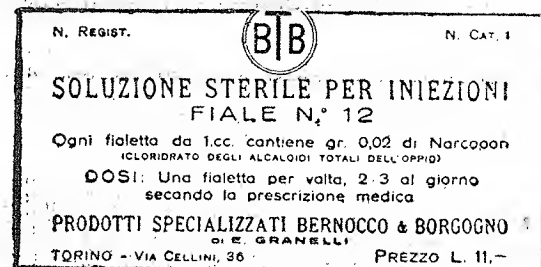 N. REGIST.
BTB
N. CAT. 1
SOLUZIONE STERILE PER INIEZIONI
FIALE N.° 12
Ogni fialetta da 1.cc. contiene gr. 0,02 di Narcopon
(CLORIDRATO DEGLI ALCALOIDI TOTALI DELL'OPPIO)
DOSI: Una fialetta per volta, 2-3 al giorno
secondo la prescrizione medica
PRODOTTI SPECIALIZZATI BERNOCCO & BORGOGNO
DI E. GRANELLI
TORINO - VIA CELLINI, 36
PREZZO L. 11,–